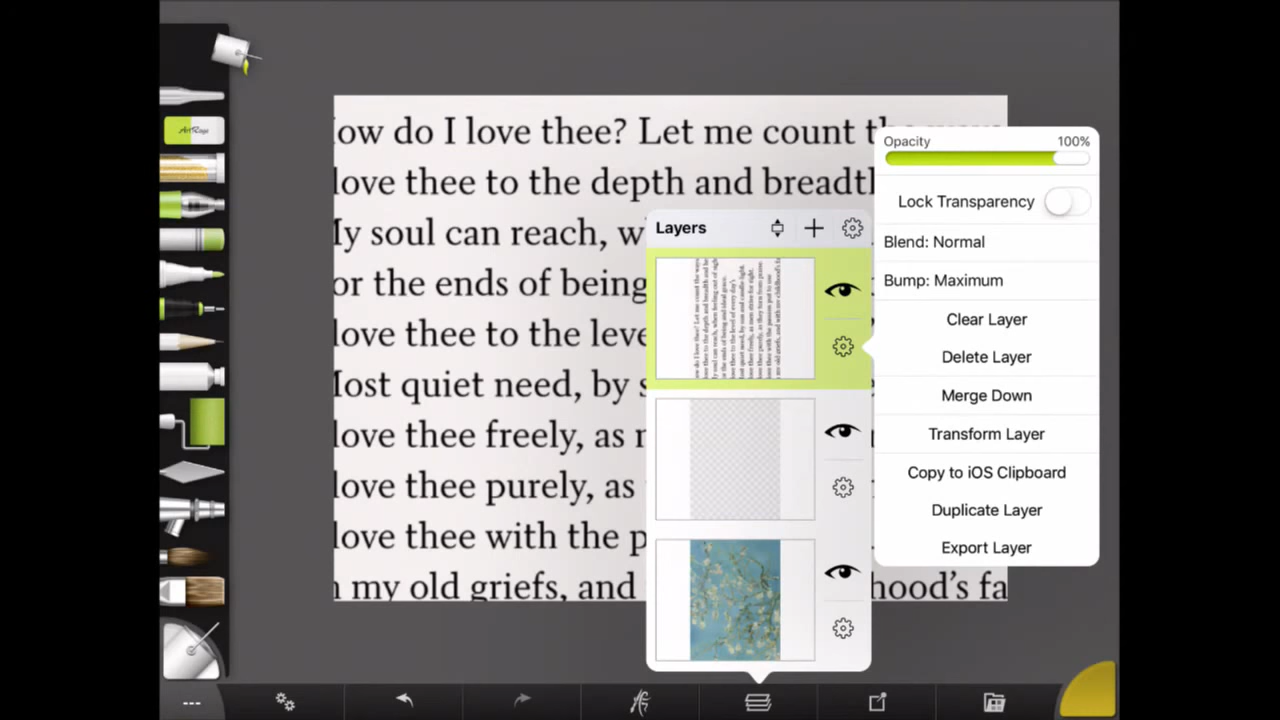 ArtRage
ow do I love thee? Let me count
love thee to the depth and breadt
y soul can reach, w
or the ends of being
love thee to the leve
ost quiet need, by s
love thee freely, as
love thee purely, as
love thee with the p
my old griefs, and hood's fa
Layers
Opacity 100%
Lock Transparency
Blend: Normal
Bump: Maximum
Clear Layer
Delete Layer
Merge Down
Transform Layer
Copy to iOS Clipboard
Duplicate Layer
Export Layer